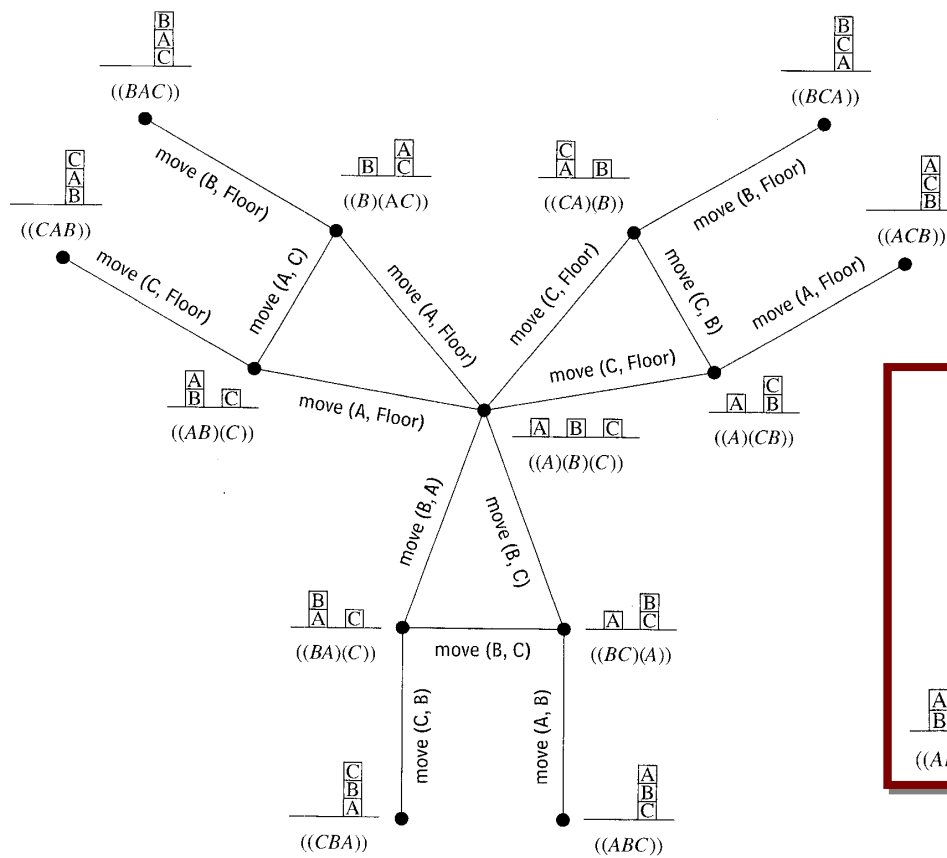 B
A
C
((BAC))
B
C
A
((BCA))
C
A
B
((CAB))
move (B, Floor)
B
A
C
((B)(AC))
C
A B
((CA)(B))
move (B, Floor)
A
C
B
((ACB))
move (C, Floor)
move (A, C)
move (A, Floor)
move (C, Floor)
move (C, B)
move (A, Floor)
A
B C
((AB)(C))
move (A, Floor)
move (C, Floor)
A B C
((A)(B)(C))
C
A B
((A)(CB))
move (B, A)
move (B, C)
B
A C
((BA)(C))
move (B, C)
B
A C
((BC)(A))
A
B
move (C, B)
move (A, B)
C
B
A
((CBA))
A
B
C
((ABC))